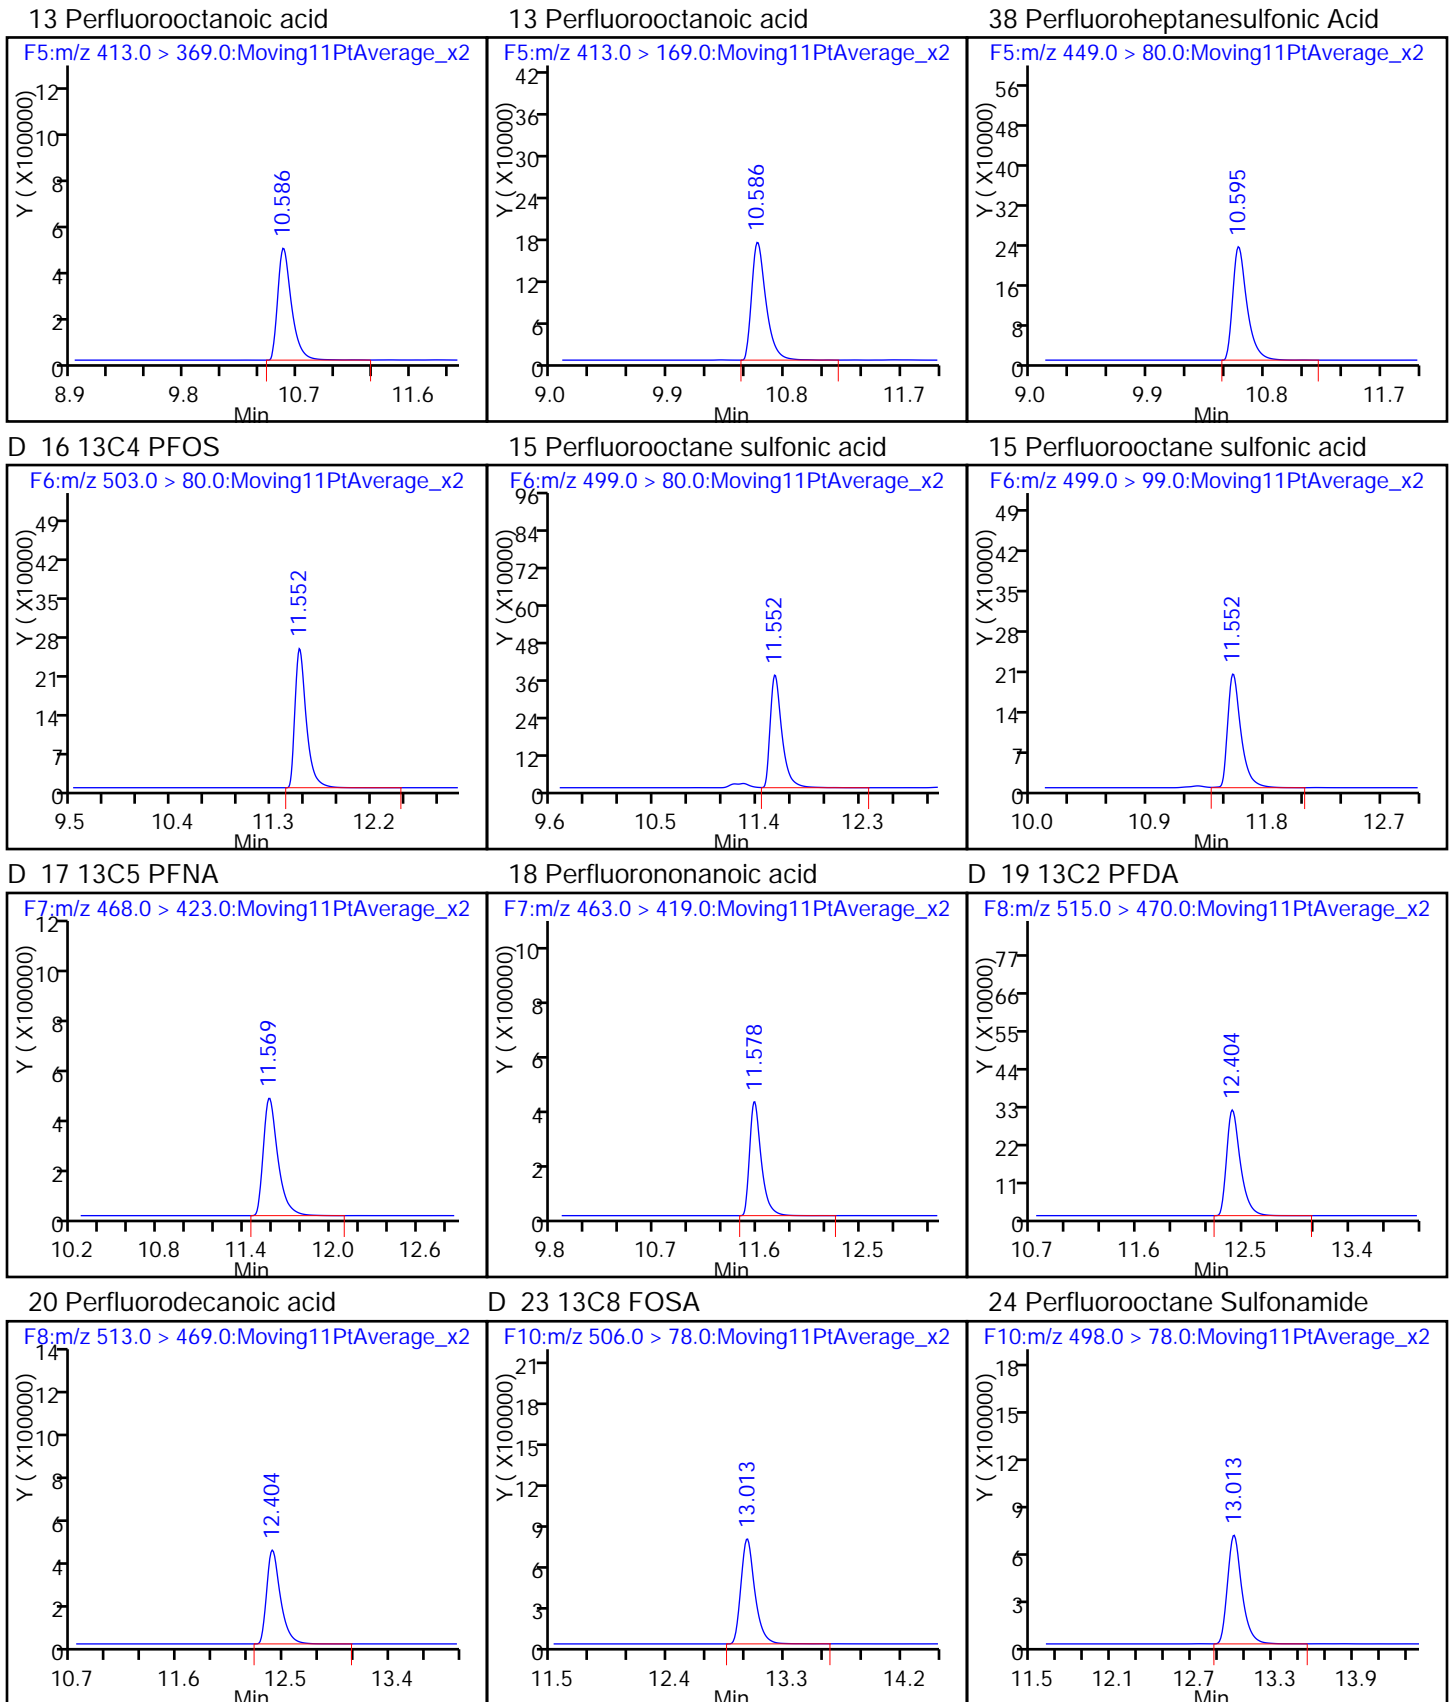 13 Perfluorooctanoic acid
F5:m/z 413.0 > 369.0:Moving11PtAverage_x2
Y ( X100000)
12
10
8
6
4
2
0
10.586
8.9 9.8 10.7 11.6
Min
13 Perfluorooctanoic acid
F5:m/z 413.0 > 169.0:Moving11PtAverage_x2
Y ( X10000)
42
36
30
24
18
12
6
0
10.586
9.0 9.9 10.8 11.7
Min
38 Perfluoroheptanesulfonic Acid
F5:m/z 449.0 > 80.0:Moving11PtAverage_x2
Y ( X10000)
56
48
40
32
24
16
8
0
10.595
9.0 9.9 10.8 11.7
Min
D 16 13C4 PFOS
F6:m/z 503.0 > 80.0:Moving11PtAverage_x2
Y ( X10000)
49
42
35
28
21
14
7
0
11.552
9.5 10.4 11.3 12.2
Min
15 Perfluorooctane sulfonic acid
F6:m/z 499.0 > 80.0:Moving11PtAverage_x2
Y ( X10000)
96
84
72
60
48
36
24
12
0
11.552
9.6 10.5 11.4 12.3
Min
15 Perfluorooctane sulfonic acid
F6:m/z 499.0 > 99.0:Moving11PtAverage_x2
Y ( X10000)
49
42
35
28
21
14
7
0
11.552
10.0 10.9 11.8 12.7
Min
D 17 13C5 PFNA
F7:m/z 468.0 > 423.0:Moving11PtAverage_x2
Y ( X100000)
12
10
8
6
4
2
0
11.569
10.2 10.8 11.4 12.0 12.6
Min
18 Perfluorononanoic acid
F7:m/z 463.0 > 419.0:Moving11PtAverage_x2
Y ( X100000)
10
8
6
4
2
0
11.578
9.8 10.7 11.6 12.5
Min
D 19 13C2 PFDA
F8:m/z 515.0 > 470.0:Moving11PtAverage_x2
Y ( X10000)
77
66
55
44
33
22
11
0
12.404
10.7 11.6 12.5 13.4
Min
20 Perfluorodecanoic acid
F8:m/z 513.0 > 469.0:Moving11PtAverage_x2
Y ( X100000)
14
12
10
8
6
4
2
0
12.404
10.7 11.6 12.5 13.4
Min
D 23 13C8 FOSA
F10:m/z 506.0 > 78.0:Moving11PtAverage_x2
Y ( X100000)
21
18
15
12
9
6
3
0
13.013
11.5 12.4 13.3 14.2
Min
24 Perfluorooctane Sulfonamide
F10:m/z 498.0 > 78.0:Moving11PtAverage_x2
Y ( X100000)
18
15
12
9
6
3
0
13.013
11.5 12.1 12.7 13.3 13.9
Min